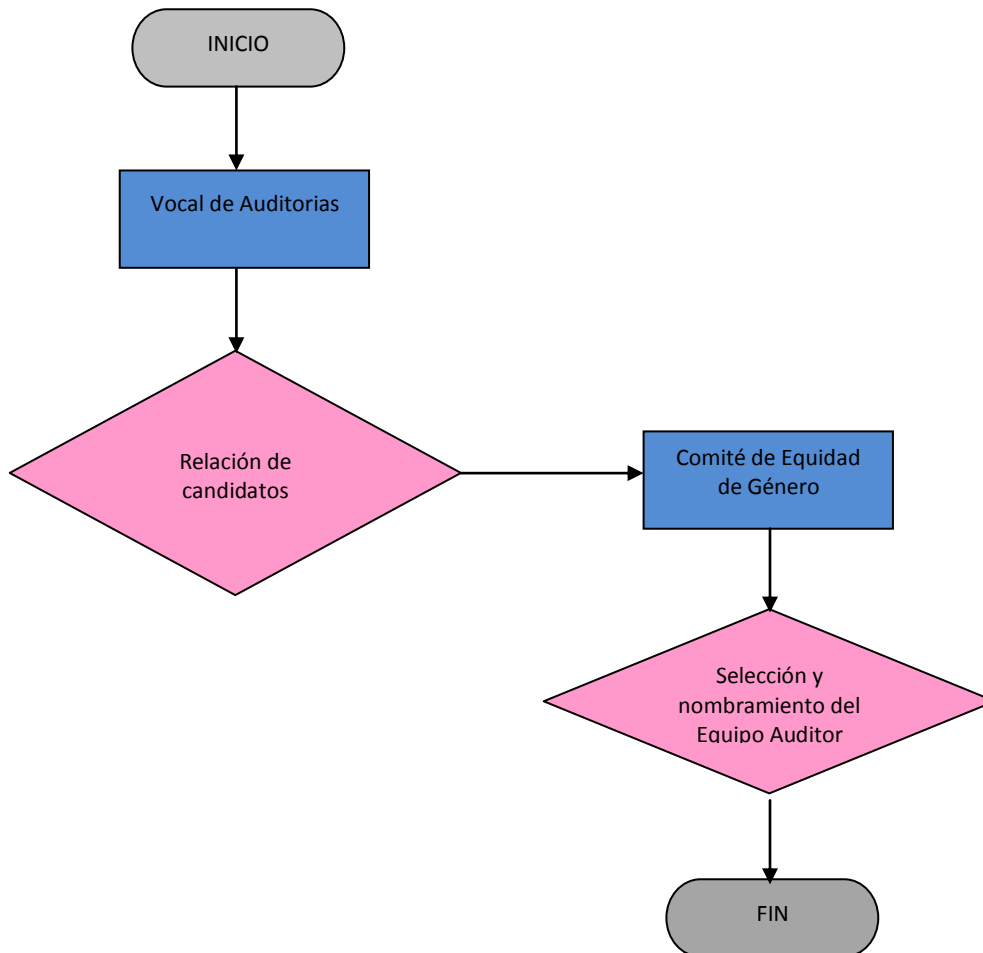 INICIO
Vocal de Auditorias
Relación de
candidatos
Comité de Equidad
de Género
Selección y
nombramiento del
Equipo Auditor
FIN